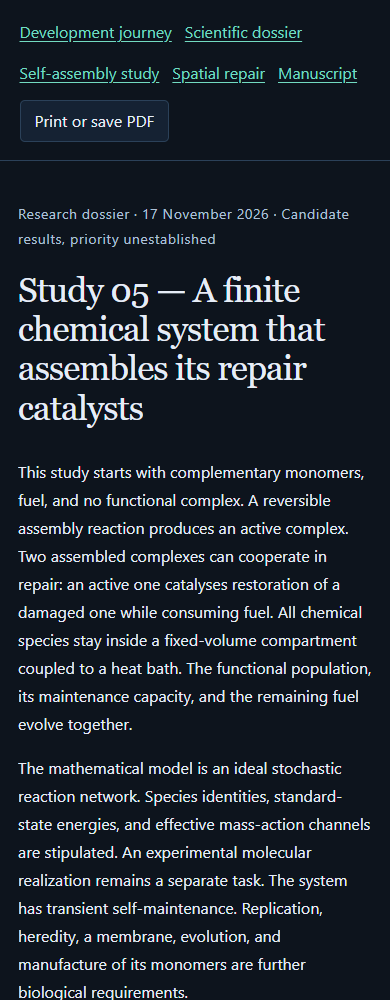 Development journey Scientific dossier
Self-assembly study Spatial repair Manuscript
Print or save PDF
Research dossier · 17 November 2026 · Candidate
results, priority unestablished
Study 05 — A finite
chemical system that
assembles its repair
catalysts
This study starts with complementary monomers,
fuel, and no functional complex. A reversible
assembly reaction produces an active complex.
Two assembled complexes can cooperate in
repair: an active one catalyses restoration of a
damaged one while consuming fuel. All chemical
species stay inside a fixed-volume compartment
coupled to a heat bath. The functional population,
its maintenance capacity, and the remaining fuel
evolve together.
The mathematical model is an ideal stochastic
reaction network. Species identities, standard-
state energies, and effective mass-action channels
are stipulated. An experimental molecular
realization remains a separate task. The system
has transient self-maintenance. Replication,
heredity, a membrane, evolution, and
manufacture of its monomers are further
biological requirements.